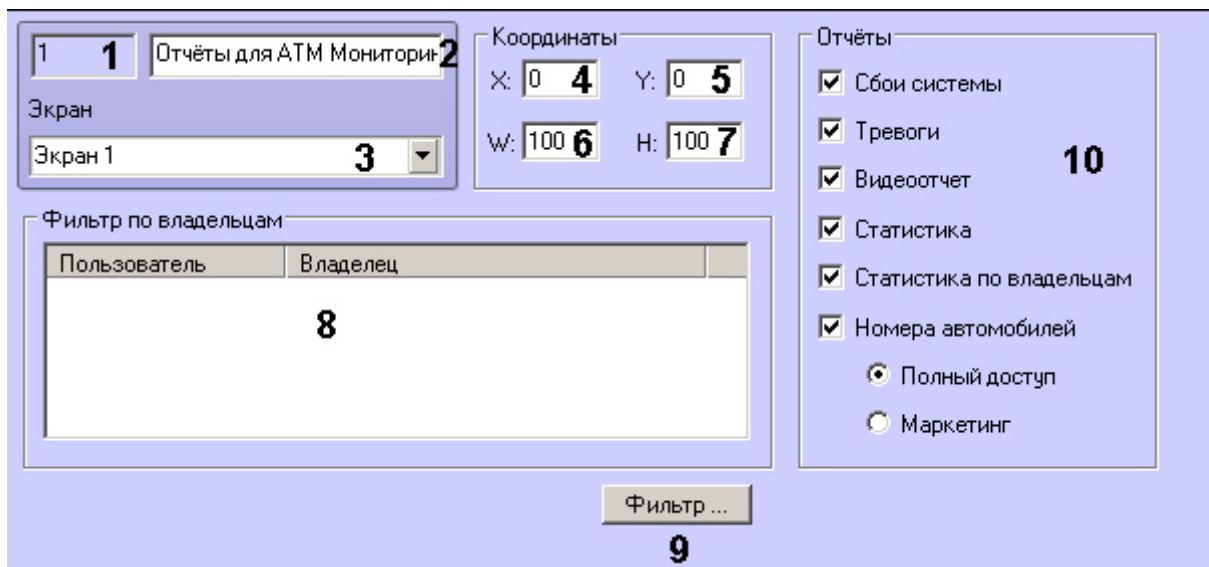 1 1 Отчёты для АТМ Мониторин 2
Экран
Экран 1 3
Координаты
X: 0 4 Y: 0 5
W: 100 6 H: 100 7
Фильтр по владельцам
Пользователь Владелец
8
Фильтр ...
9
Отчёты
Сбои системы
Тревоги
10
Видеоотчет
Статистика
Статистика по владельцам
Номера автомобилей
Полный доступ
Маркетинг